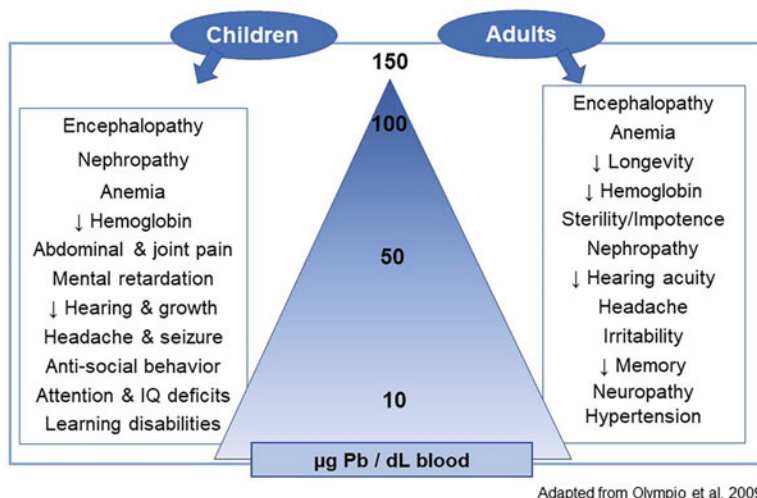 Children
Adults
150
100
50
10
Encephalopathy
Nephropathy
Anemia
↓ Hemoglobin
Abdominal & joint pain
Mental retardation
↓ Hearing & growth
Headache & seizure
Anti-social behavior
Attention & IQ deficits
Learning disabilities
Encephalopathy
Anemia
↓ Longevity
↓ Hemoglobin
Sterility/Impotence
Nephropathy
↓ Hearing acuity
Headache
Irritability
↓ Memory
Neuropathy
Hypertension
µg Pb / dL blood
Adapted from Olympio et al. 2009